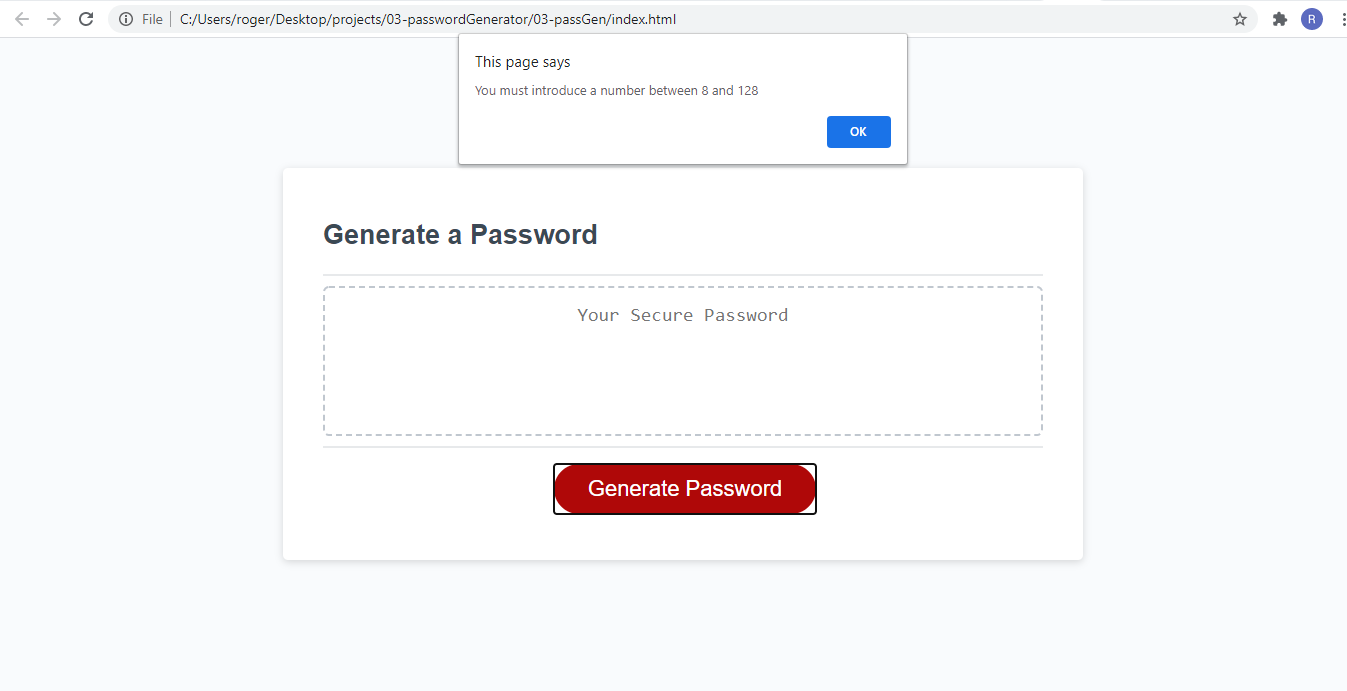 File C:/Users/roger/Desktop/projects/03-passwordGenerator/03-passGen/index.html
R
This page says
You must introduce a number between 8 and 128
OK
Generate a Password
Your Secure Password
Generate Password